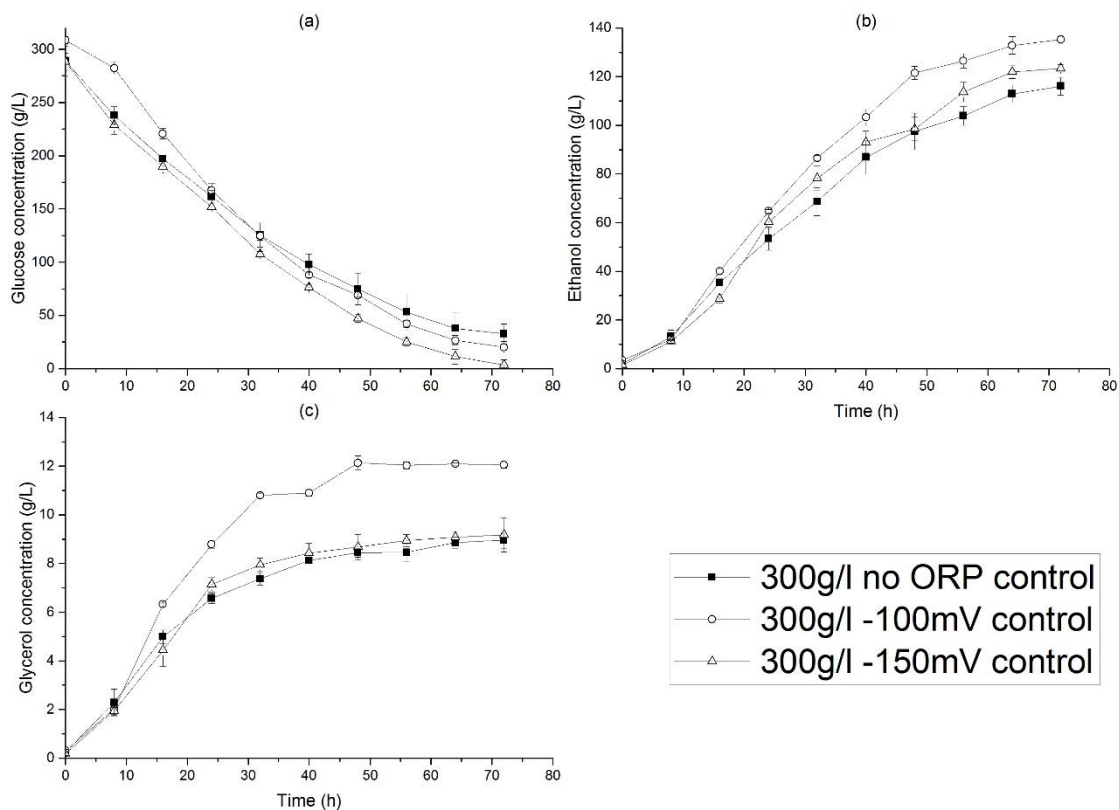 (a)
Glucose concentration (g/L)
300
250
200
150
100
50
0
0 10 20 30 40 50 60 70 80
(b)
Ethanol concentration (g/L)
140
120
100
80
60
40
20
0
0 10 20 30 40 50 60 70 80
Time (h)
(c)
Glycerol concentration (g/L)
14
12
10
8
6
4
2
0
0 10 20 30 40 50 60 70 80
Time (h)
300g/l no ORP control
300g/l -100mV control
300g/l -150mV control